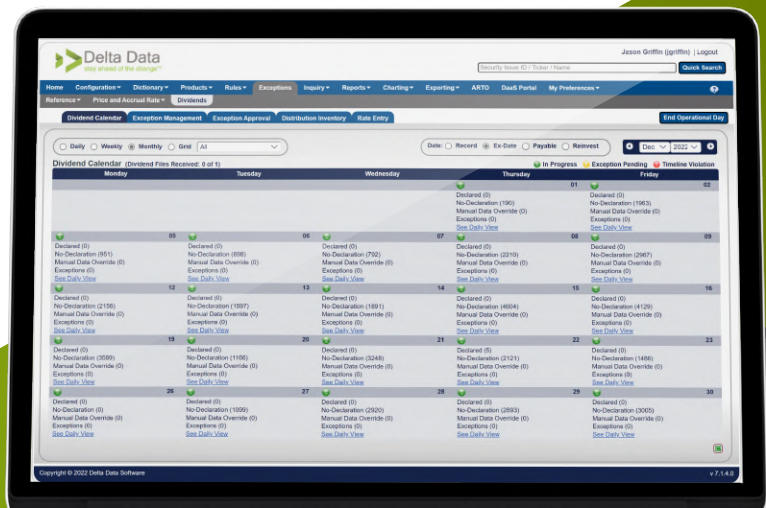 Delta Data
stay ahead of the change
Jason Griffin (jgriffin) | Logout
Security Issue ID / Ticker / Name
Quick Search
Home Configuration Dictionary Products Rules Exceptions Inquiry Reports Charting Exporting ARTO DaaS Portal My Preferences
Reference Price and Accrual Rate Dividends
Dividend Calendar Exception Management Exception Approval Distribution Inventory Rate Entry End Operational Day
Daily Weekly Monthly Grid All Date: Record Ex-Date Payable Reinvest Dec 2022
Dividend Calendar (Dividend Files Received: 0 of 1) In Progress Exception Pending Timeline Violation
Monday Tuesday Wednesday Thursday Friday
01 02
Declared (0) Declared (0)
No-Declaration (190) No-Declaration (1963)
Manual Data Override (0) Manual Data Override (0)
Exceptions (0) Exceptions (0)
See Daily View See Daily View
05 06 07 08 09
Declared (0) Declared (0) Declared (0) Declared (0) Declared (0)
No-Declaration (951) No-Declaration (898) No-Declaration (792) No-Declaration (2210) No-Declaration (2967)
Manual Data Override (0) Manual Data Override (0) Manual Data Override (0) Manual Data Override (0) Manual Data Override (0)
Exceptions (0) Exceptions (0) Exceptions (0) Exceptions (0) Exceptions (0)
See Daily View See Daily View See Daily View See Daily View See Daily View
12 13 14 15 16
Declared (0) Declared (0) Declared (0) Declared (0) Declared (0)
No-Declaration (2156) No-Declaration (1887) No-Declaration (1691) No-Declaration (4604) No-Declaration (4129)
Manual Data Override (0) Manual Data Override (0) Manual Data Override (0) Manual Data Override (0) Manual Data Override (0)
Exceptions (0) Exceptions (0) Exceptions (0) Exceptions (0) Exceptions (0)
See Daily View See Daily View See Daily View See Daily View See Daily View
19 20 21 22 23
Declared (0) Declared (0) Declared (0) Declared (5) Declared (0)
No-Declaration (3589) No-Declaration (1166) No-Declaration (3248) No-Declaration (2121) No-Declaration (1486)
Manual Data Override (0) Manual Data Override (0) Manual Data Override (0) Manual Data Override (0) Manual Data Override (0)
Exceptions (0) Exceptions (0) Exceptions (0) Exceptions (0) Exceptions (0)
See Daily View See Daily View See Daily View See Daily View See Daily View
26 27 28 29 30
Declared (0) Declared (0) Declared (0) Declared (0) Declared (0)
No-Declaration (0) No-Declaration (1899) No-Declaration (2920) No-Declaration (2893) No-Declaration (3005)
Manual Data Override (0) Manual Data Override (0) Manual Data Override (0) Manual Data Override (0) Manual Data Override (0)
Exceptions (0) Exceptions (0) Exceptions (0) Exceptions (0) Exceptions (0)
See Daily View See Daily View See Daily View See Daily View See Daily View
Copyright © 2022 Delta Data Software v 7.1.4.0